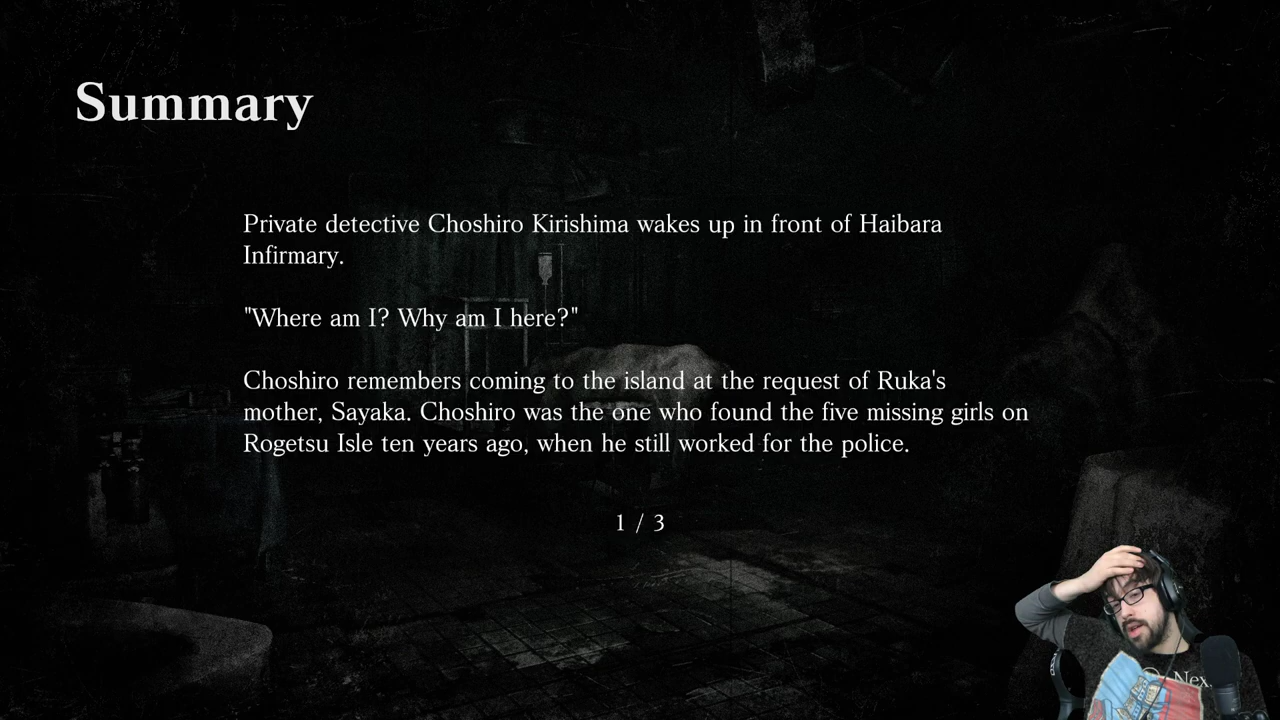 Summary
Private detective Choshiro Kirishima wakes up in front of Haibara
Infirmary.
"Where am I? Why am I here?"
Choshiro remembers coming to the island at the request of Ruka's
mother, Sayaka. Choshiro was the one who found the five missing girls on
Rogetsu Isle ten years ago, when he still worked for the police.
1 / 3